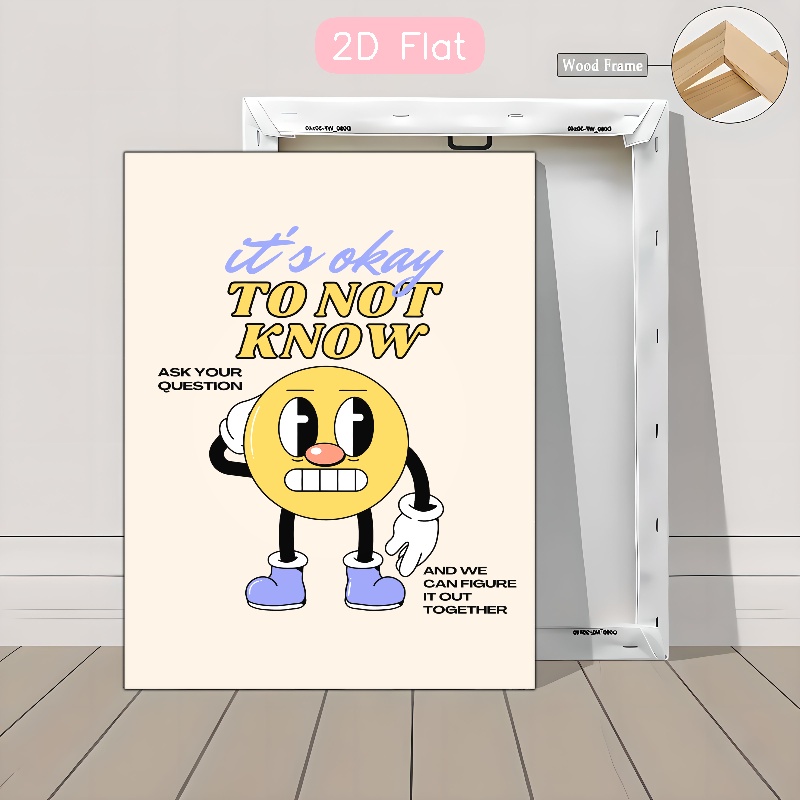 2D Flat
Wood Frame
it's okay
TO NOT
KNOW
ASK YOUR
QUESTION
AND WE
CAN FIGURE
IT OUT
TOGETHER